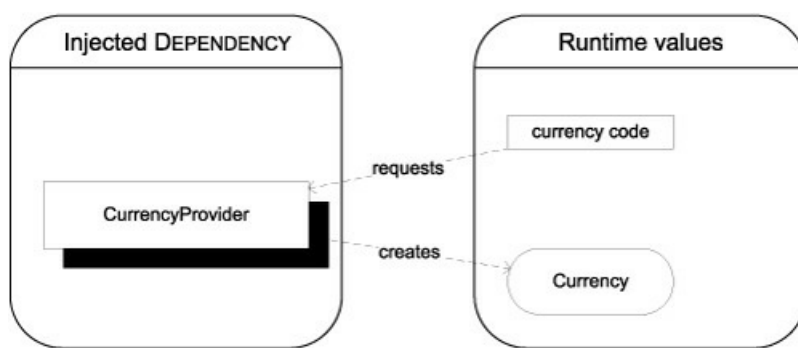 Injected DEPENDENCY
Runtime values
currency code
requests
CurrencyProvider
creates
Currency